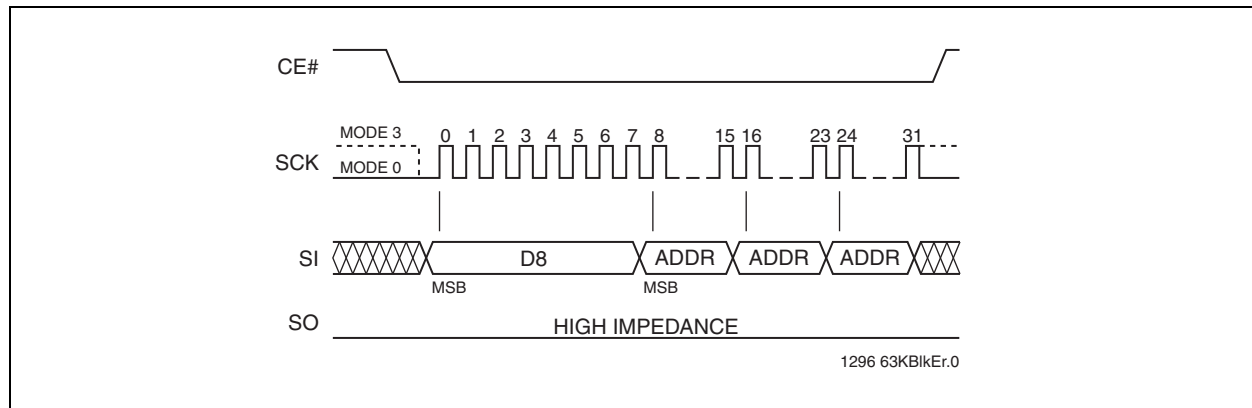 CE#
MODE 3
0 1 2 3 4 5 6 7 8 15 16 23 24 31
SCK
MODE 0
SI
D8 ADDR ADDR ADDR
MSB MSB
SO
HIGH IMPEDANCE
1296 63KBlkEr.0